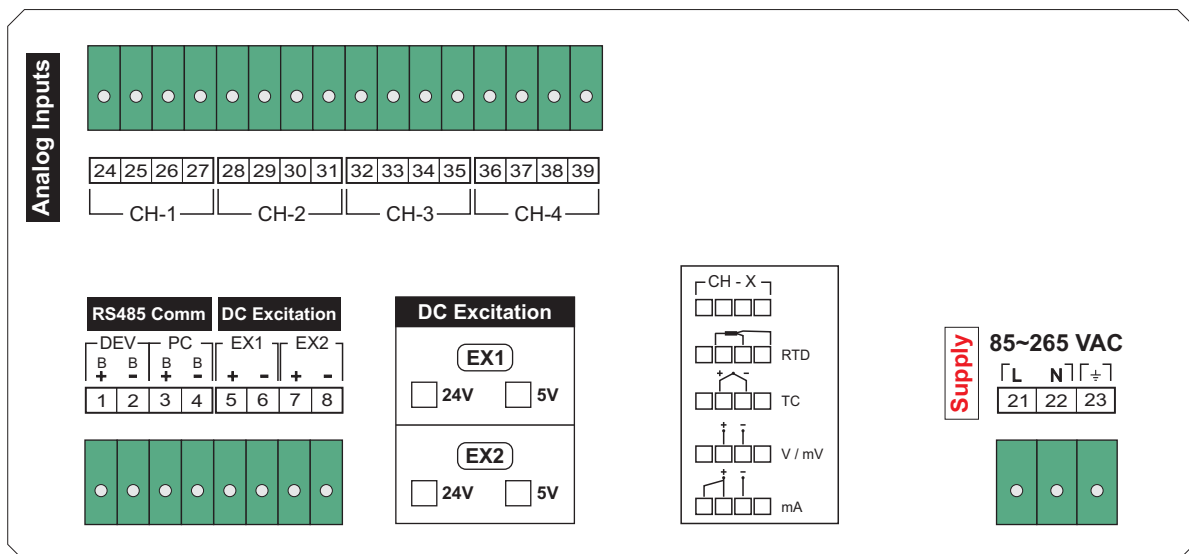 Analog Inputs
24 25 26 27 28 29 30 31 32 33 34 35 36 37 38 39
CH-1 CH-2 CH-3 CH-4
RS485 Comm DC Excitation
DEV PC EX1 EX2
B B B B
+ - + - + - + -
1 2 3 4 5 6 7 8
DC Excitation
EX1
24V 5V
EX2
24V 5V
CH - X
RTD
+ -
TC
+ -
V / mV
+ -
mA
Supply
85~265 VAC
L N ⏚
21 22 23